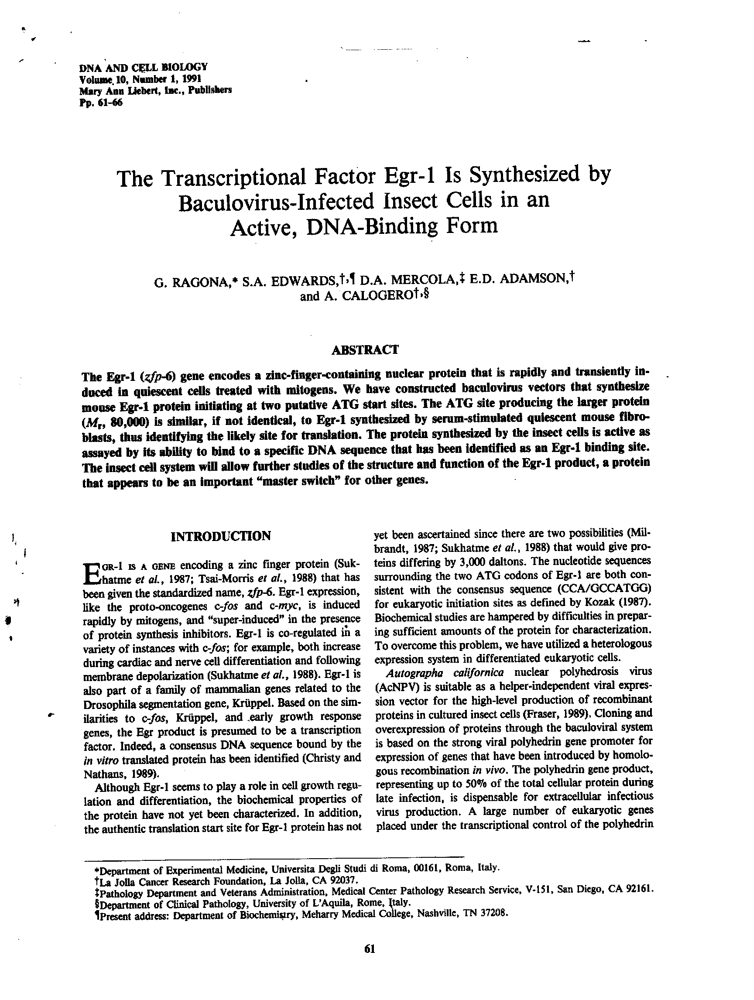 DNA AND CELL BIOLOGY
Volume 10, Number 1, 1991
Mary Ann Liebert, Inc., Publishers
Pp. 61-66
The Transcriptional Factor Egr-1 Is Synthesized by
Baculovirus-Infected Insect Cells in an
Active, DNA-Binding Form
G. RAGONA,* S.A. EDWARDS,†,¶ D.A. MERCOLA,‡ E.D. ADAMSON,†
and A. CALOGERO†,§
ABSTRACT
The Egr-1 (zfp-6) gene encodes a zinc-finger-containing nuclear protein that is rapidly and transiently in-
duced in quiescent cells treated with mitogens. We have constructed baculovirus vectors that synthesize
mouse Egr-1 protein initiating at two putative ATG start sites. The ATG site producing the larger protein
(Mr, 80,000) is similar, if not identical, to Egr-1 synthesized by serum-stimulated quiescent mouse fibro-
blasts, thus identifying the likely site for translation. The protein synthesized by the insect cells is active as
assayed by its ability to bind to a specific DNA sequence that has been identified as an Egr-1 binding site.
The insect cell system will allow further studies of the structure and function of the Egr-1 product, a protein
that appears to be an important “master switch” for other genes.
INTRODUCTION
EGR-1 IS A GENE encoding a zinc finger protein (Suk-
hatme et al., 1987; Tsai-Morris et al., 1988) that has
been given the standardized name, zfp-6. Egr-1 expression,
like the proto-oncogenes c-fos and c-myc, is induced
rapidly by mitogens, and “super-induced” in the presence
of protein synthesis inhibitors. Egr-1 is co-regulated in a
variety of instances with c-fos; for example, both increase
during cardiac and nerve cell differentiation and following
membrane depolarization (Sukhatme et al., 1988). Egr-1 is
also part of a family of mammalian genes related to the
Drosophila segmentation gene, Krüppel. Based on the sim-
ilarities to c-fos, Krüppel, and early growth response
genes, the Egr product is presumed to be a transcription
factor. Indeed, a consensus DNA sequence bound by the
in vitro translated protein has been identified (Christy and
Nathans, 1989).
Although Egr-1 seems to play a role in cell growth regu-
lation and differentiation, the biochemical properties of
the protein have not yet been characterized. In addition,
the authentic translation start site for Egr-1 protein has not
yet been ascertained since there are two possibilities (Mil-
brandt, 1987; Sukhatme et al., 1988) that would give pro-
teins differing by 3,000 daltons. The nucleotide sequences
surrounding the two ATG codons of Egr-1 are both con-
sistent with the consensus sequence (CCA/GCCATGG)
for eukaryotic initiation sites as defined by Kozak (1987).
Biochemical studies are hampered by difficulties in prepar-
ing sufficient amounts of the protein for characterization.
To overcome this problem, we have utilized a heterologous
expression system in differentiated eukaryotic cells.
Autographa californica nuclear polyhedrosis virus
(AcNPV) is suitable as a helper-independent viral expres-
sion vector for the high-level production of recombinant
proteins in cultured insect cells (Fraser, 1989). Cloning and
overexpression of proteins through the baculoviral system
is based on the strong viral polyhedrin gene promoter for
expression of genes that have been introduced by homolo-
gous recombination in vivo. The polyhedrin gene product,
representing up to 50% of the total cellular protein during
late infection, is dispensable for extracellular infectious
virus production. A large number of eukaryotic genes
placed under the transcriptional control of the polyhedrin
*Department of Experimental Medicine, Universita Degli Studi di Roma, 00161, Roma, Italy.
†La Jolla Cancer Research Foundation, La Jolla, CA 92037.
‡Pathology Department and Veterans Administration, Medical Center Pathology Research Service, V-151, San Diego, CA 92161.
§Department of Clinical Pathology, University of L'Aquila, Rome, Italy.
¶Present address: Department of Biochemistry, Meharry Medical College, Nashville, TN 37208.
61